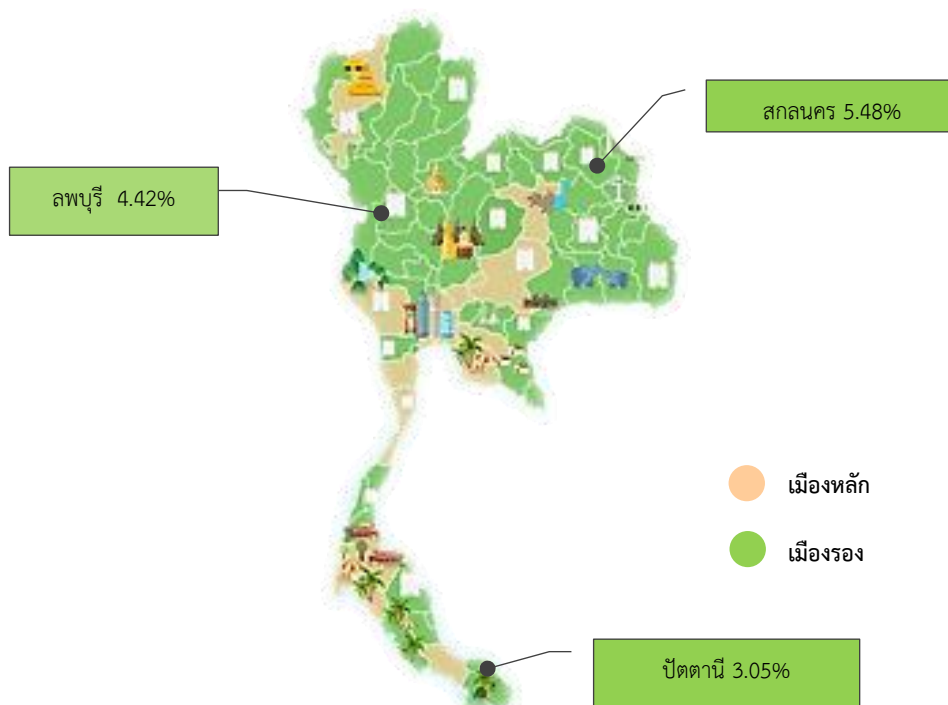 สกลนคร 5.48%
ลพบุรี 4.42%
เมืองหลัก
เมืองรอง
ปัตตานี 3.05%